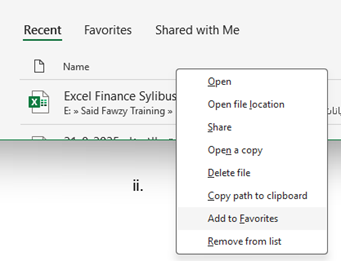 Recent Favorites Shared with Me
Name
Excel Finance Sylibus
E: » Said Fawzy Training »
Open
Open file location
Share
Open a copy
Delete file
Copy path to clipboard
Add to Favorites
Remove from list
ii.